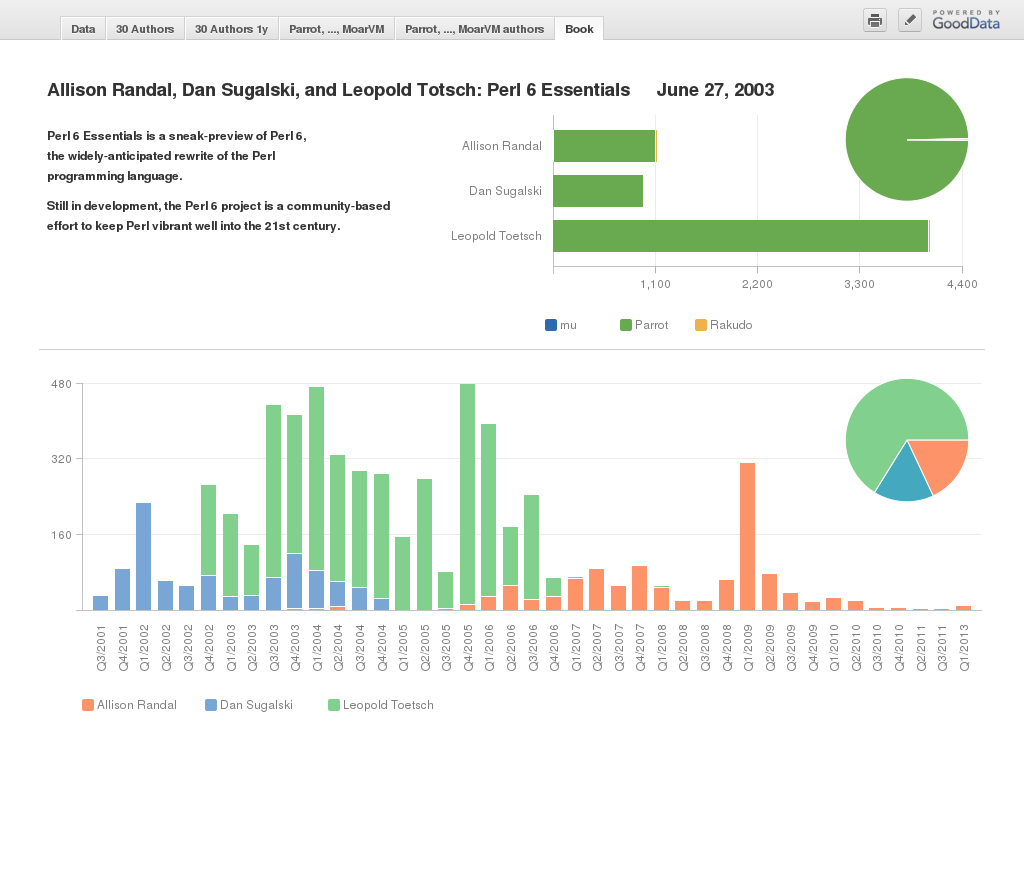 Data
30 Authors
30 Authors 1y
Parrot, ..., MoarVM
Parrot, ..., MoarVM authors
Book
POWERED BY
GoodData
Allison Randal, Dan Sugalski, and Leopold Totsch: Perl 6 Essentials June 27, 2003
Perl 6 Essentials is a sneak-preview of Perl 6,
the widely-anticipated rewrite of the Perl
programming language.
Still in development, the Perl 6 project is a community-based
effort to keep Perl vibrant well into the 21st century.
Allison Randal
Dan Sugalski
Leopold Toetsch
1,100 2,200 3,300 4,400
mu Parrot Rakudo
480
320
160
Q3/2001
Q4/2001
Q1/2002
Q2/2002
Q3/2002
Q4/2002
Q1/2003
Q2/2003
Q3/2003
Q4/2003
Q1/2004
Q2/2004
Q3/2004
Q4/2004
Q1/2005
Q2/2005
Q3/2005
Q4/2005
Q1/2006
Q2/2006
Q3/2006
Q4/2006
Q1/2007
Q2/2007
Q3/2007
Q4/2007
Q1/2008
Q2/2008
Q3/2008
Q4/2008
Q1/2009
Q2/2009
Q3/2009
Q4/2009
Q1/2010
Q2/2010
Q3/2010
Q4/2010
Q2/2011
Q3/2011
Q1/2013
Allison Randal Dan Sugalski Leopold Toetsch